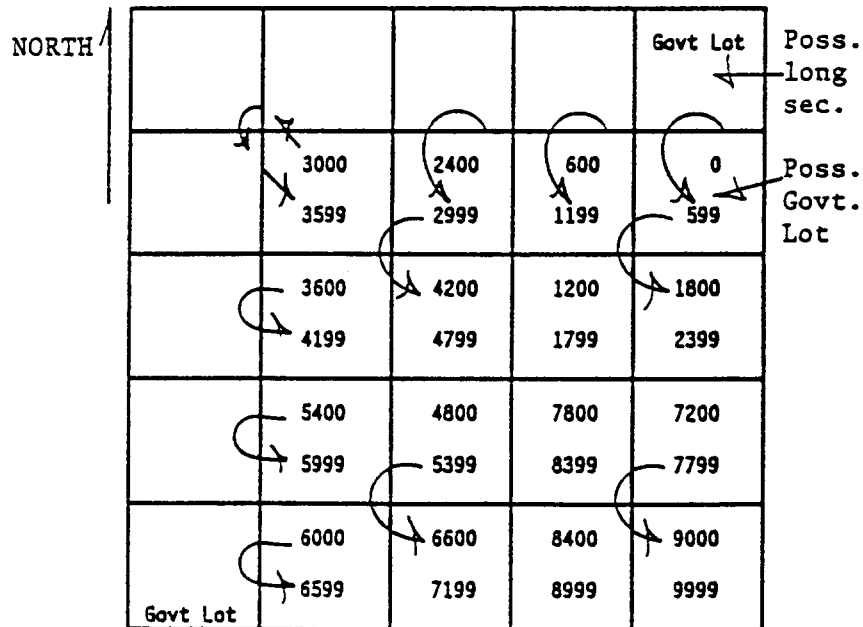 Govt Lot
Poss.
NORTH
long
sec.
3000 2400 600 0
Poss.
3599 2999 1199 599
Govt.
Lot
3600 4200 1200 1800
4199 4799 1799 2399
5400 4800 7800 7200
5999 5399 8399 7799
6000 6600 8400 9000
6599 7199 8999 9999
Govt Lot